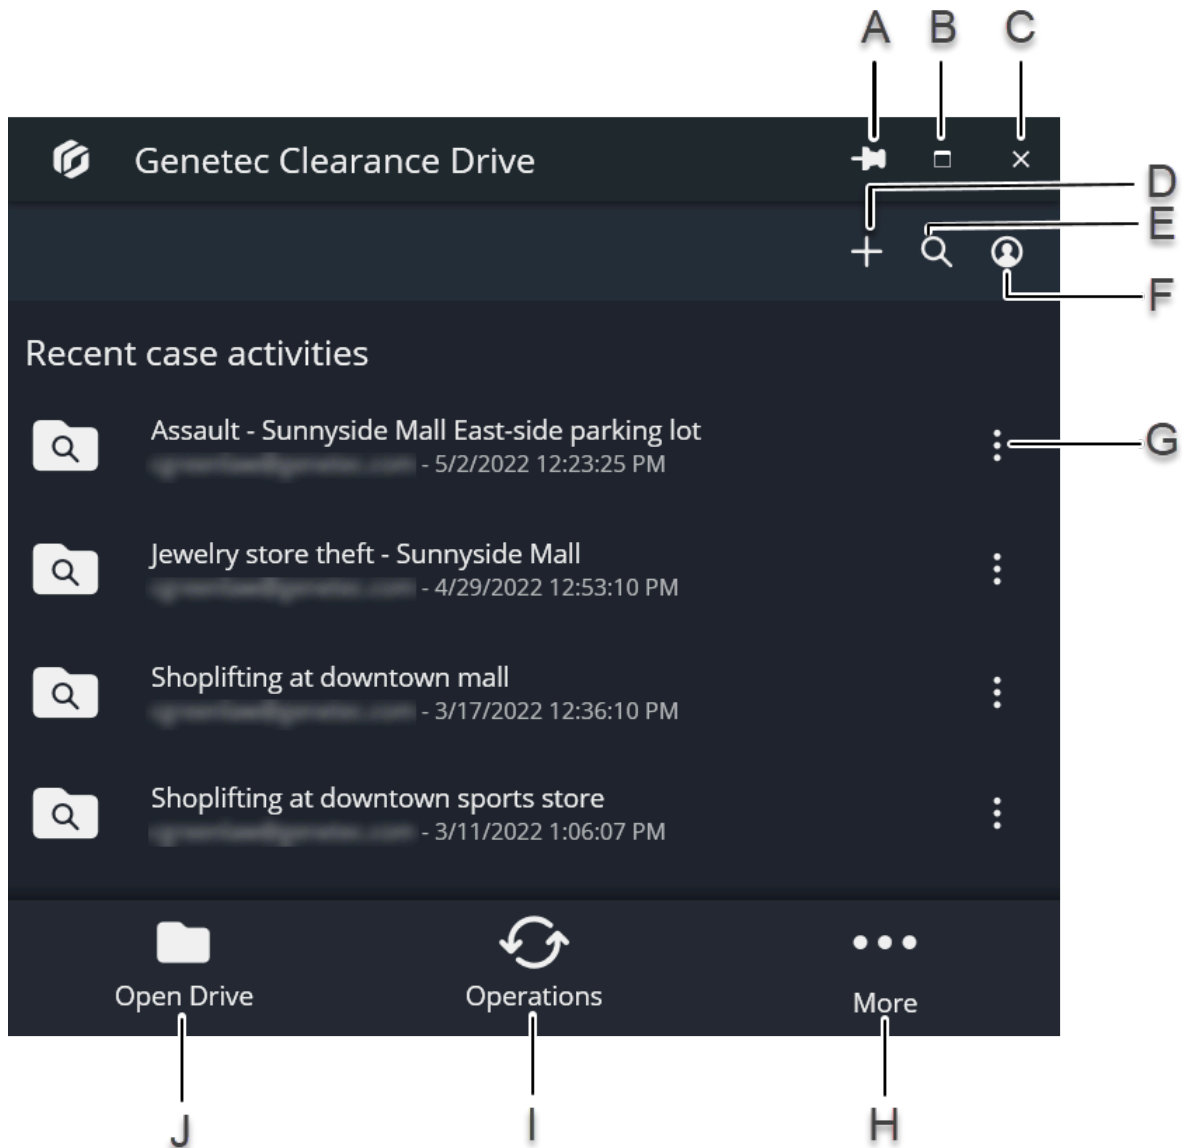 A B C
Genetec Clearance Drive
D
E
F
Recent case activities
Assault - Sunnyside Mall East-side parking lot
- 5/2/2022 12:23:25 PM
G
Jewelry store theft - Sunnyside Mall
- 4/29/2022 12:53:10 PM
Shoplifting at downtown mall
- 3/17/2022 12:36:10 PM
Shoplifting at downtown sports store
- 3/11/2022 1:06:07 PM
Open Drive Operations More
J I H